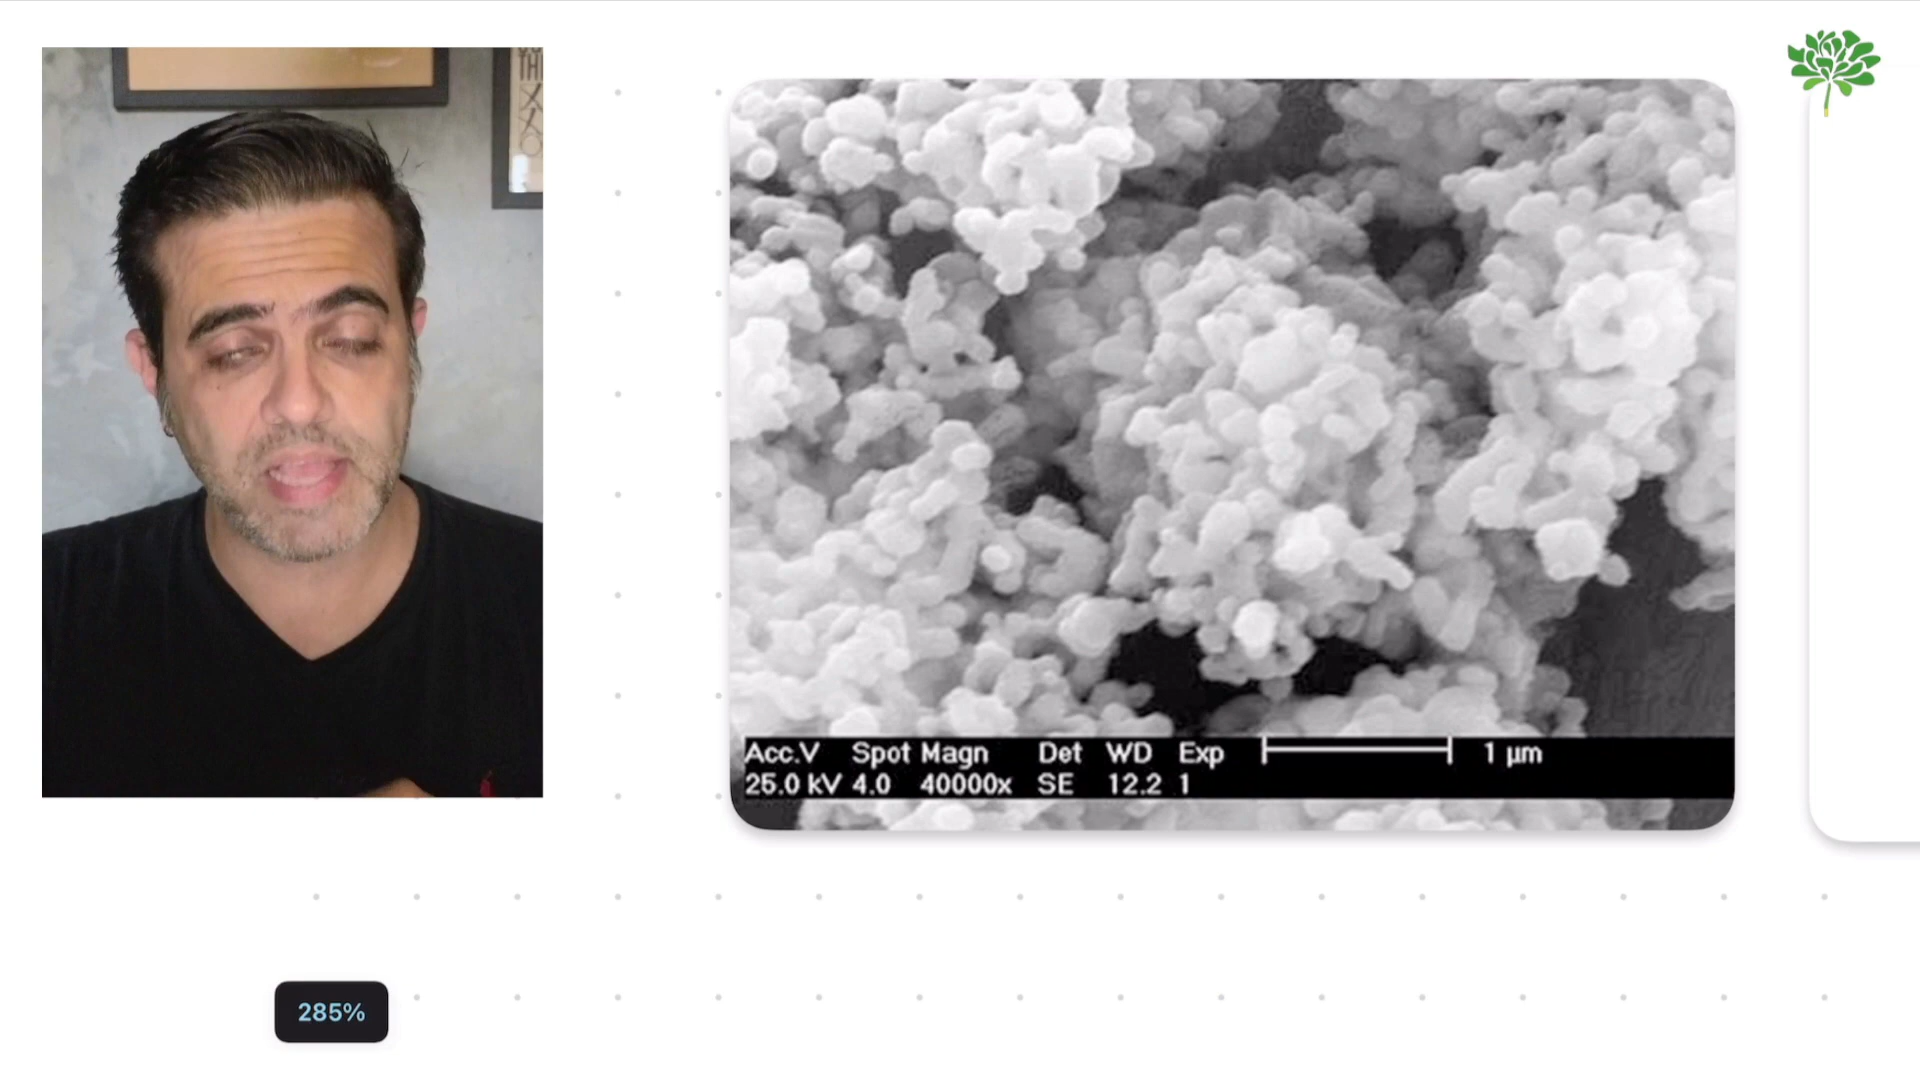 TH
Acc.V Spot Magn Det WD Exp 1 µm
25.0 kV 4.0 40000x SE 12.2 1
285%